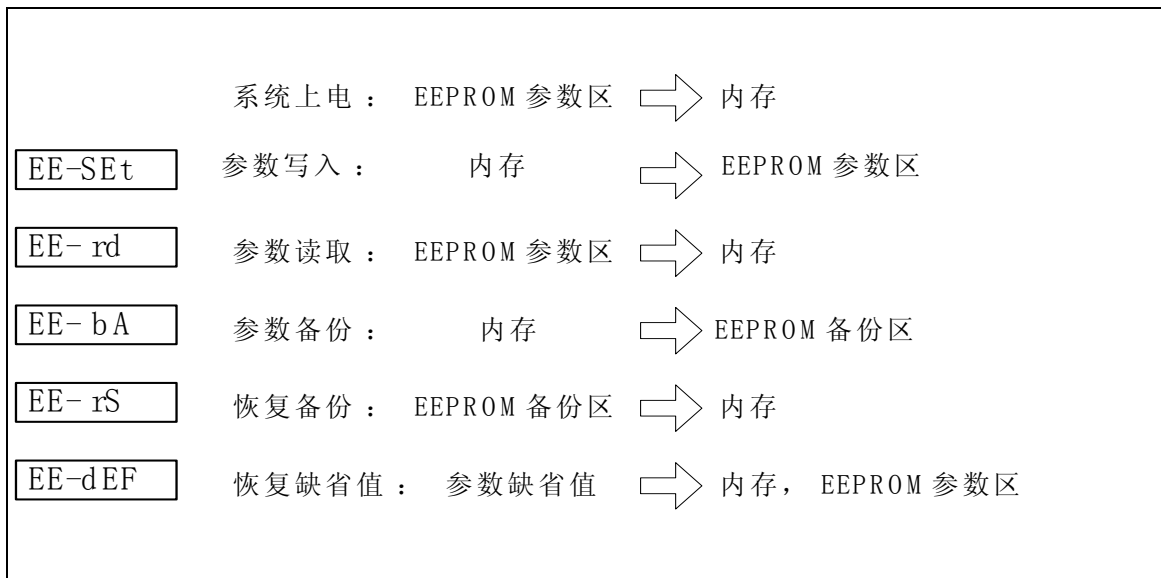 系统上电： EEPROM 参数区 内存
EE-SEt 参数写入： 内存 EEPROM 参数区
EE-rd 参数读取： EEPROM 参数区 内存
EE-bA 参数备份： 内存 EEPROM 备份区
EE-rS 恢复备份： EEPROM 备份区 内存
EE-dEF 恢复缺省值： 参数缺省值 内存， EEPROM 参数区